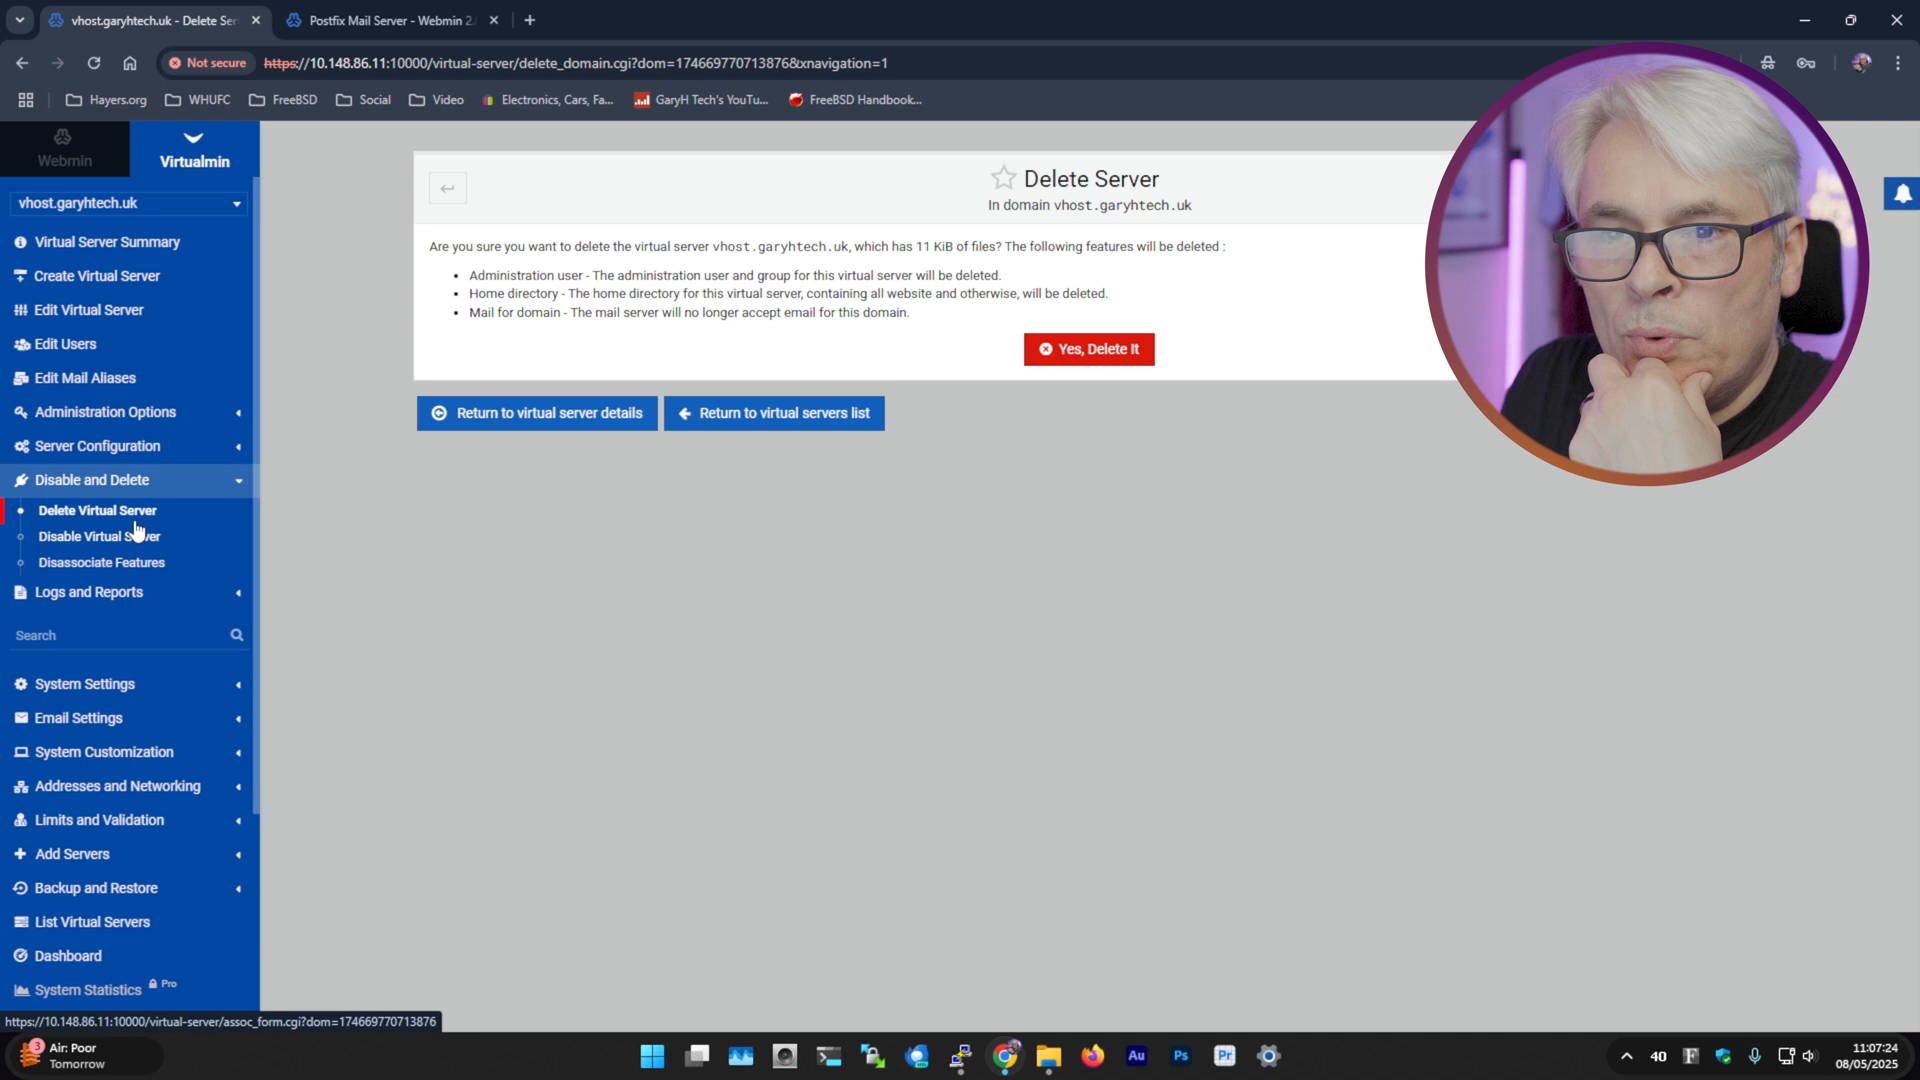 vhost.garyhtech.uk - Delete Ser
Postfix Mail Server - Webmin 2.
Not secure
https://10.148.86.11:10000/virtual-server/delete_domain.cgi?dom=174669770713876&xnavigation=1
Hayers.org
WHUFC
FreeBSD
Social
Video
Electronics, Cars, Fa...
GaryH Tech's YouTu...
FreeBSD Handbook...
Webmin
Virtualmin
vhost.garyhtech.uk
Virtual Server Summary
Create Virtual Server
Edit Virtual Server
Edit Users
Edit Mail Aliases
Administration Options
Server Configuration
Disable and Delete
Delete Virtual Server
Disable Virtual Server
Disassociate Features
Logs and Reports
Search
System Settings
Email Settings
System Customization
Addresses and Networking
Limits and Validation
Add Servers
Backup and Restore
List Virtual Servers
Dashboard
System Statistics Pro
Delete Server
In domain vhost.garyhtech.uk
Are you sure you want to delete the virtual server vhost.garyhtech.uk, which has 11 KiB of files? The following features will be deleted :
Administration user - The administration user and group for this virtual server will be deleted.
Home directory - The home directory for this virtual server, containing all website and otherwise, will be deleted.
Mail for domain - The mail server will no longer accept email for this domain.
Yes, Delete It
Return to virtual server details
Return to virtual servers list
https://10.148.86.11:10000/virtual-server/assoc_form.cgi?dom=174669770713876
3
Air: Poor
Tomorrow
Au
Ps
Pr
40
F
11:07:24
08/05/2025